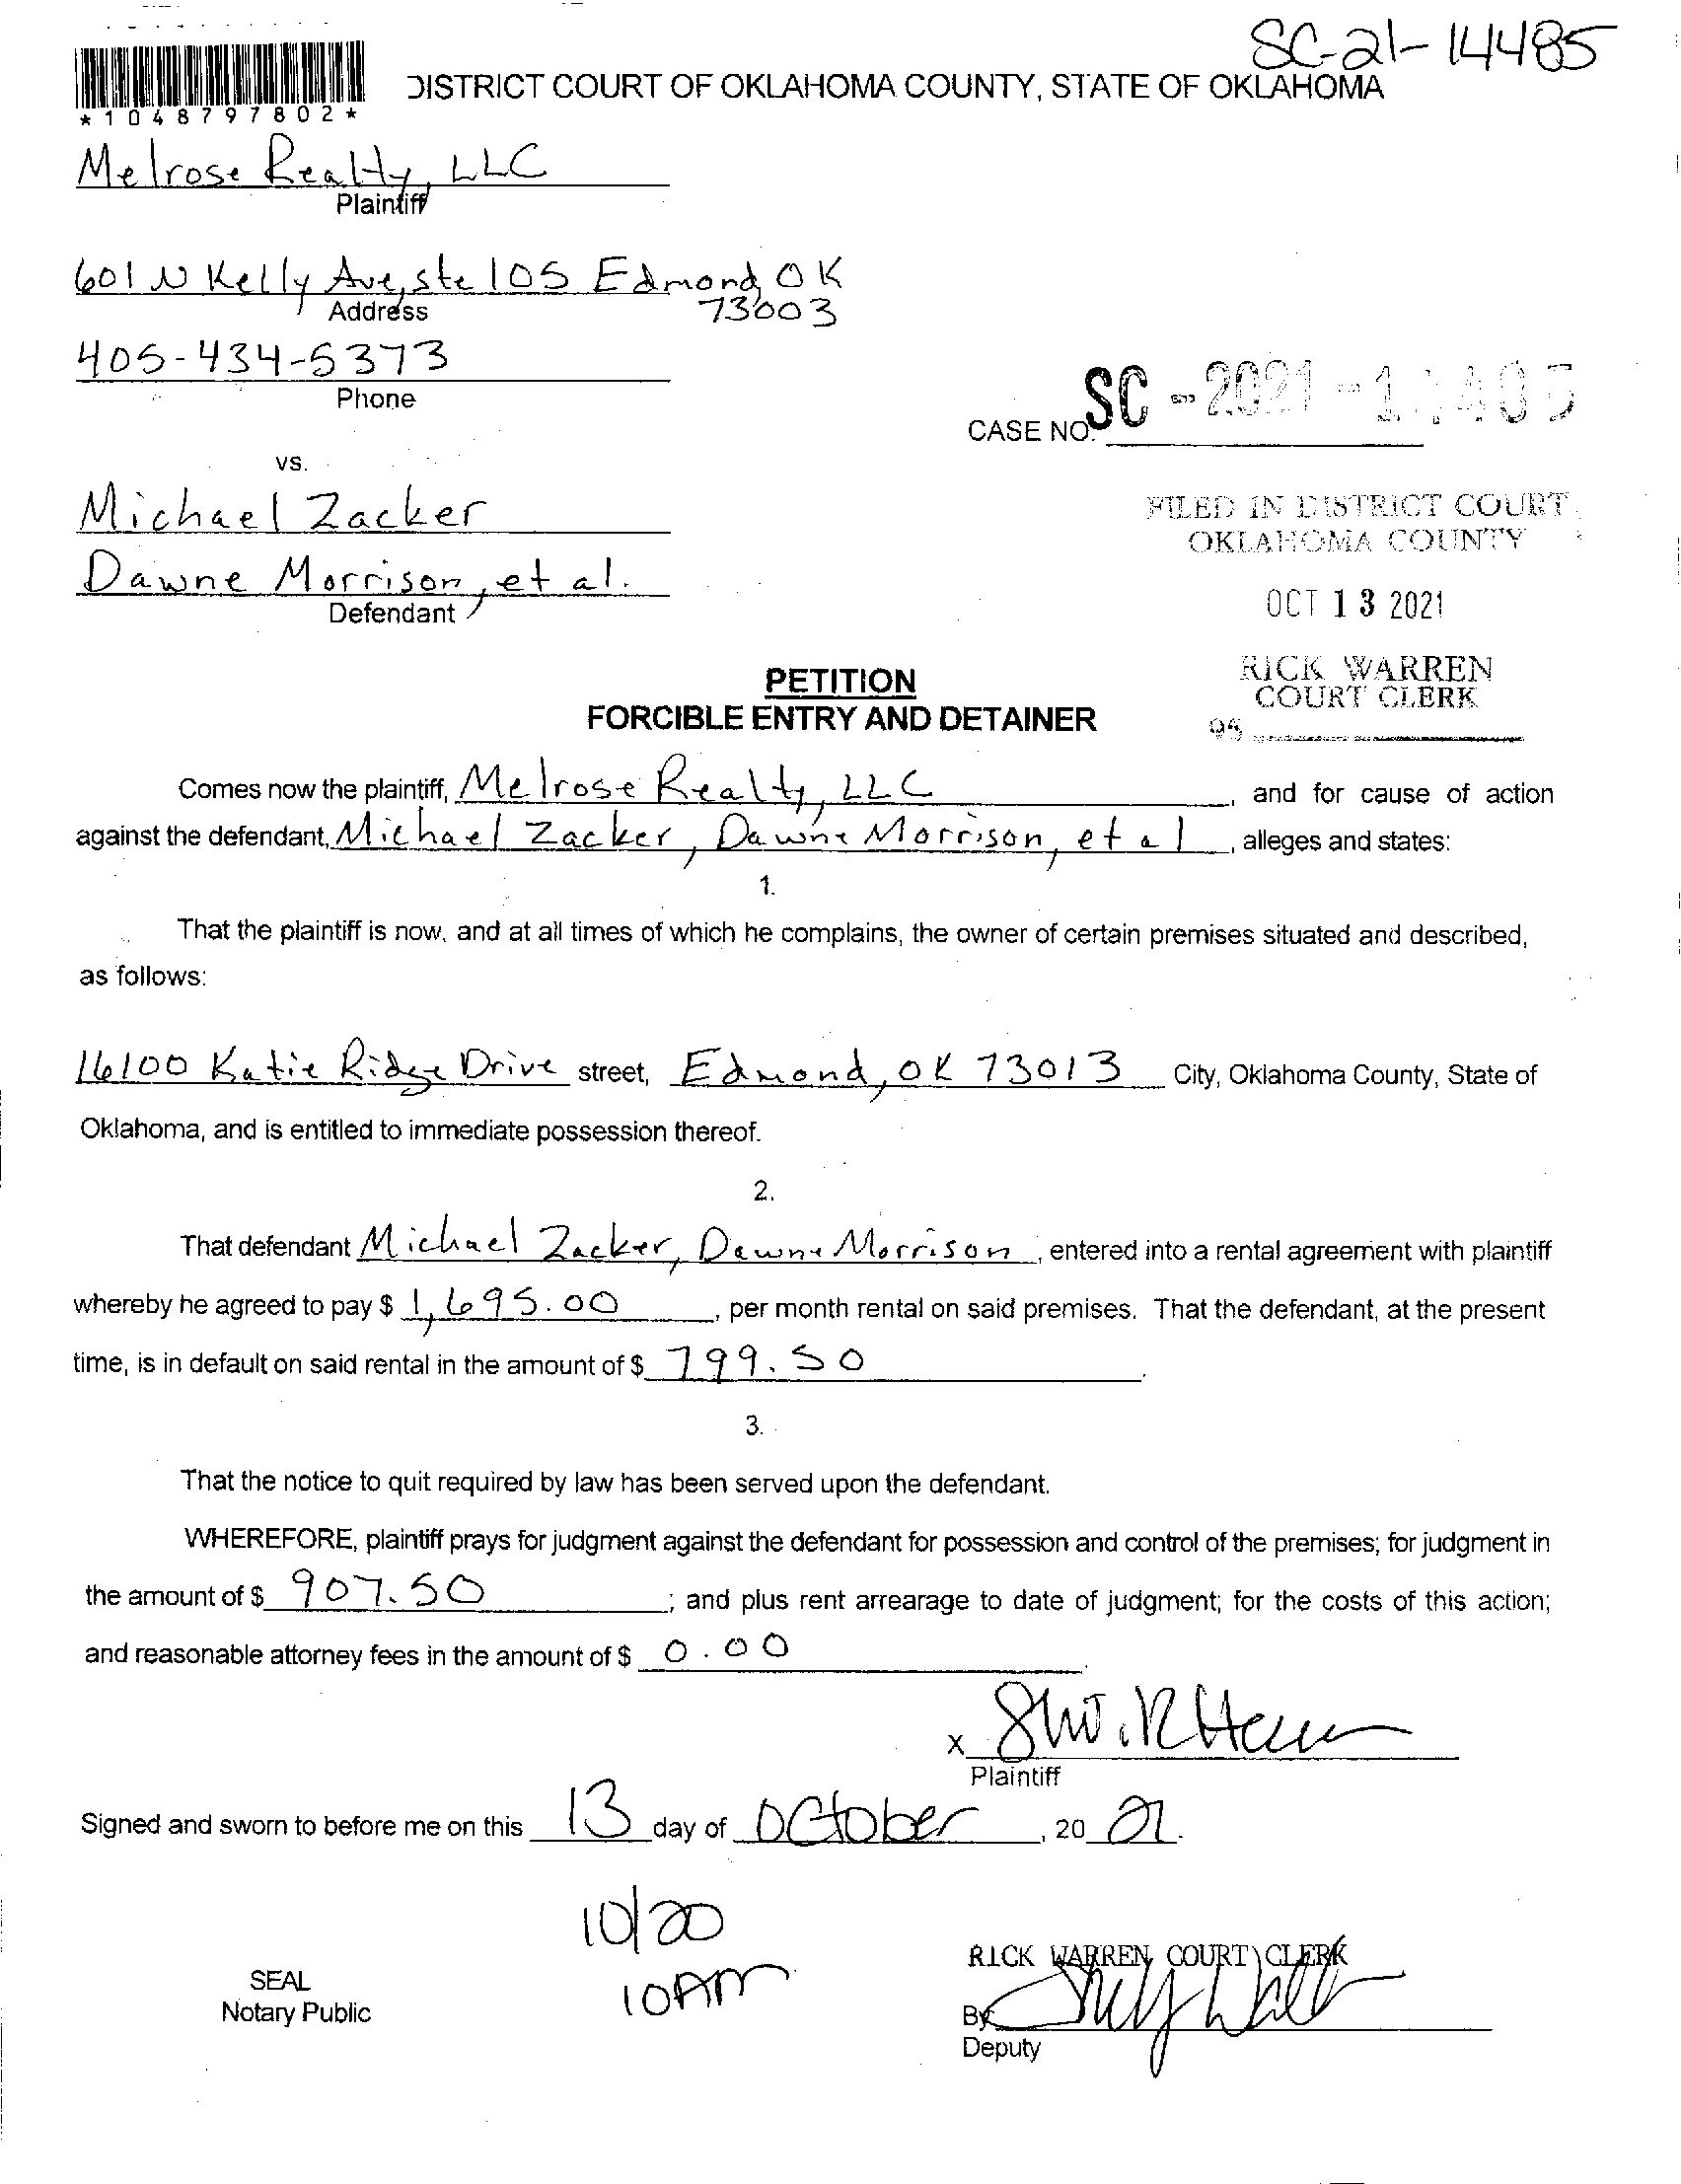 SC-21-14485
DISTRICT COURT OF OKLAHOMA COUNTY, STATE OF OKLAHOMA
*1048797802*
Melrose Realty, LLC
Plaintiff
601 N Kelly Ave, ste 105 Edmond, OK
Address 73003
405-434-5373
Phone
CASE NO. SC-2021-
vs.
Michael Zacker
Dawne Morrison, et al.
Defendant
FILED IN DISTRICT COURT
OKLAHOMA COUNTY
OCT 13 2021
RICK WARREN
COURT CLERK
PETITION
FORCIBLE ENTRY AND DETAINER
Comes now the plaintiff, Melrose Realty, LLC, and for cause of action
against the defendant, Michael Zacker, Dawne Morrison, et al, alleges and states:
1.
That the plaintiff is now, and at all times of which he complains, the owner of certain premises situated and described,
as follows:
16100 Katie Ridge Drive street, Edmond, OK 73013 City, Oklahoma County, State of
Oklahoma, and is entitled to immediate possession thereof.
2.
That defendant Michael Zacker, Dawne Morrison, entered into a rental agreement with plaintiff
whereby he agreed to pay $ 1,695.00, per month rental on said premises. That the defendant, at the present
time, is in default on said rental in the amount of $ 799.50.
3.
That the notice to quit required by law has been served upon the defendant.
WHEREFORE, plaintiff prays for judgment against the defendant for possession and control of the premises; for judgment in
the amount of $ 907.50; and plus rent arrearage to date of judgment; for the costs of this action;
and reasonable attorney fees in the amount of $ 0.00.
X
Plaintiff
Signed and sworn to before me on this 13 day of October, 20 21.
10/20
10AM
SEAL
Notary Public
RICK WARREN, COURT CLERK
By
Deputy